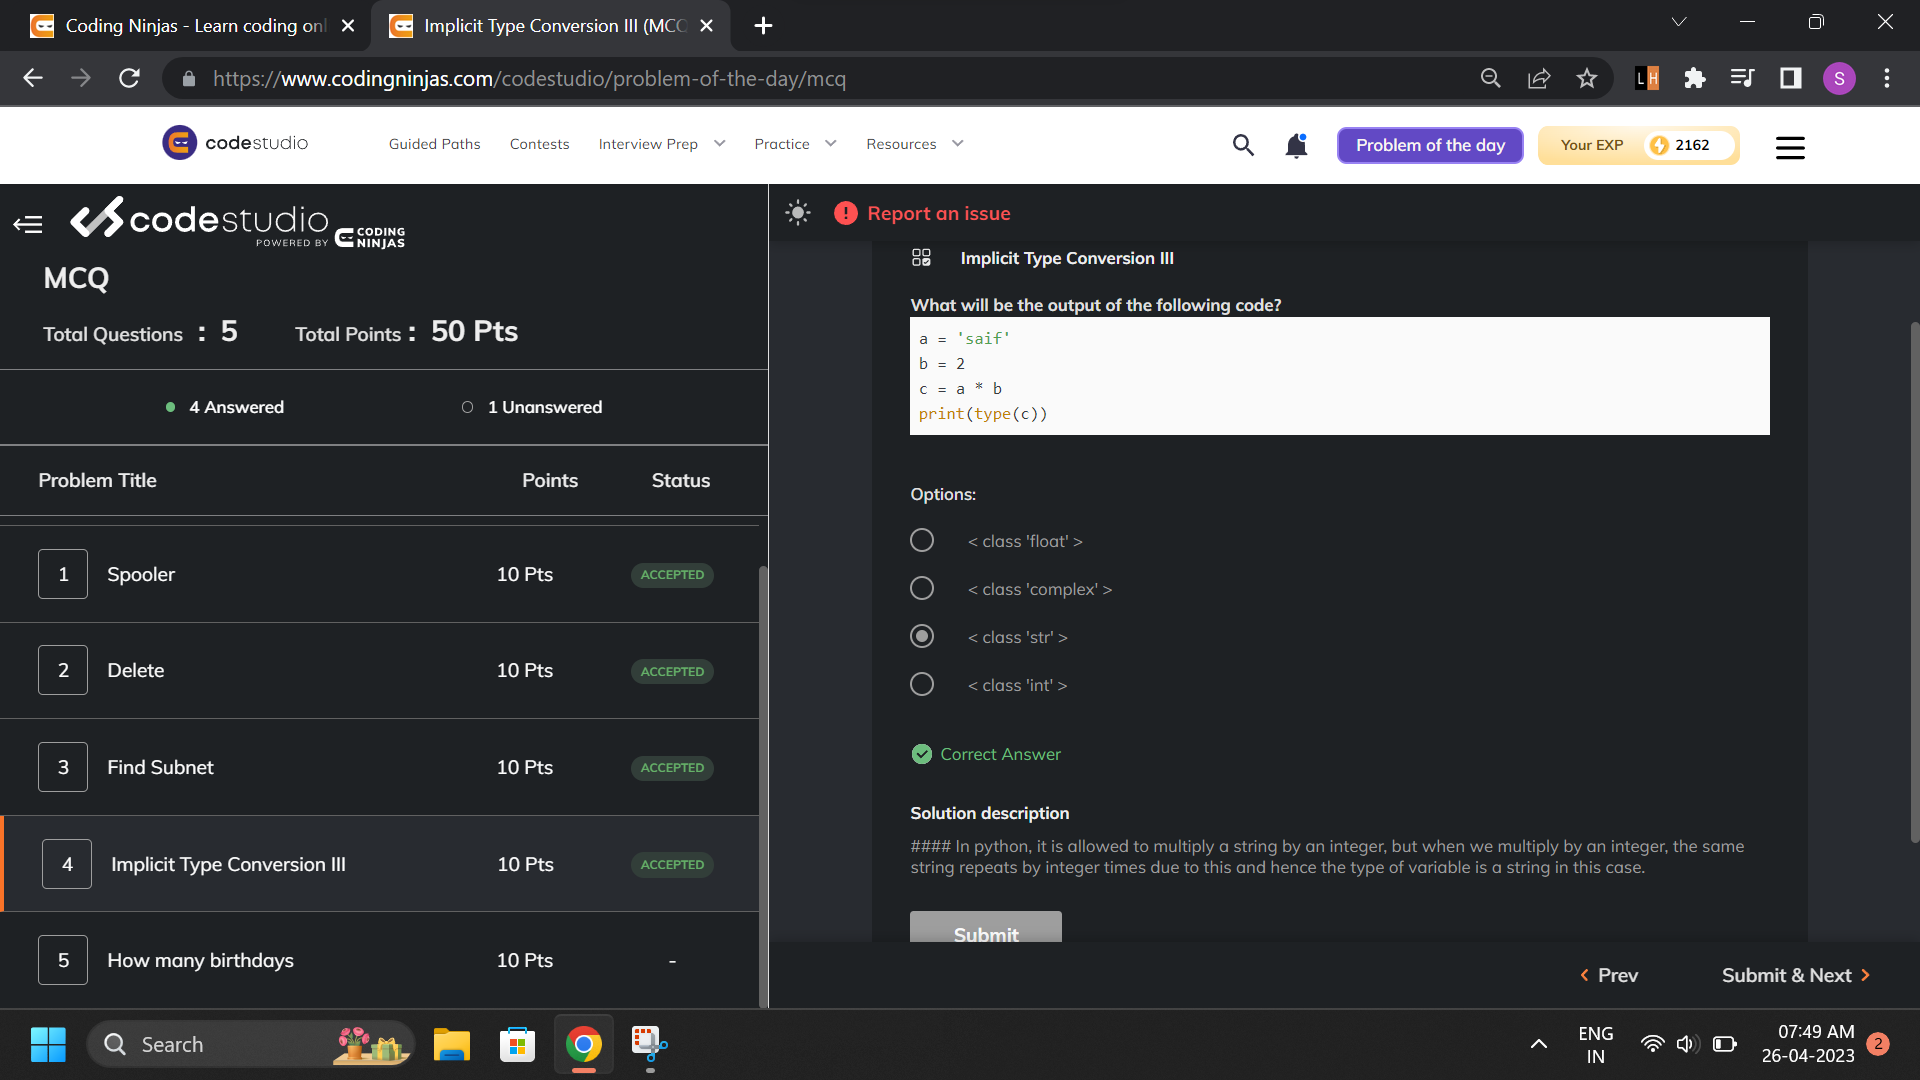 Coding Ninjas - Learn coding onl
Implicit Type Conversion III (MCQ
https://www.codingninjas.com/codestudio/problem-of-the-day/mcq
LH
S
codestudio
Guided Paths
Contests
Interview Prep
Practice
Resources
Problem of the day
Your EXP
2162
codestudio
POWERED BY CODING NINJAS
MCQ
Total Questions : 5
Total Points : 50 Pts
4 Answered
1 Unanswered
Problem Title Points Status
1 Spooler 10 Pts ACCEPTED
2 Delete 10 Pts ACCEPTED
3 Find Subnet 10 Pts ACCEPTED
4 Implicit Type Conversion III 10 Pts ACCEPTED
5 How many birthdays 10 Pts -
Report an issue
Implicit Type Conversion III
What will be the output of the following code?
a = 'saif'
b = 2
c = a * b
print(type(c))
Options:
< class 'float' >
< class 'complex' >
< class 'str' >
< class 'int' >
Correct Answer
Solution description
#### In python, it is allowed to multiply a string by an integer, but when we multiply by an integer, the same
string repeats by integer times due to this and hence the type of variable is a string in this case.
Submit
Prev
Submit & Next
Search
ENG
IN
07:49 AM
26-04-2023
2